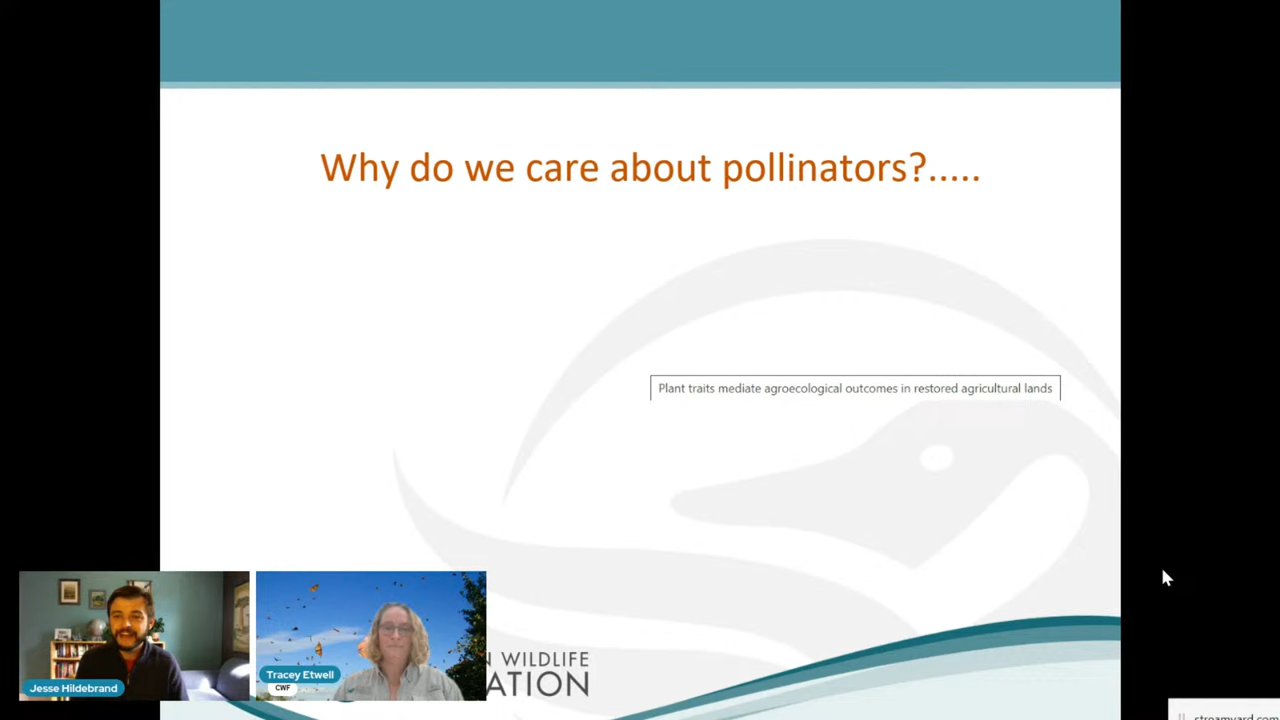 Why do we care about pollinators?.....
Plant traits mediate agroecological outcomes in restored agricultural lands
N WILDLIFE
ATION
Jesse Hildebrand
Tracey Etwell
CWF